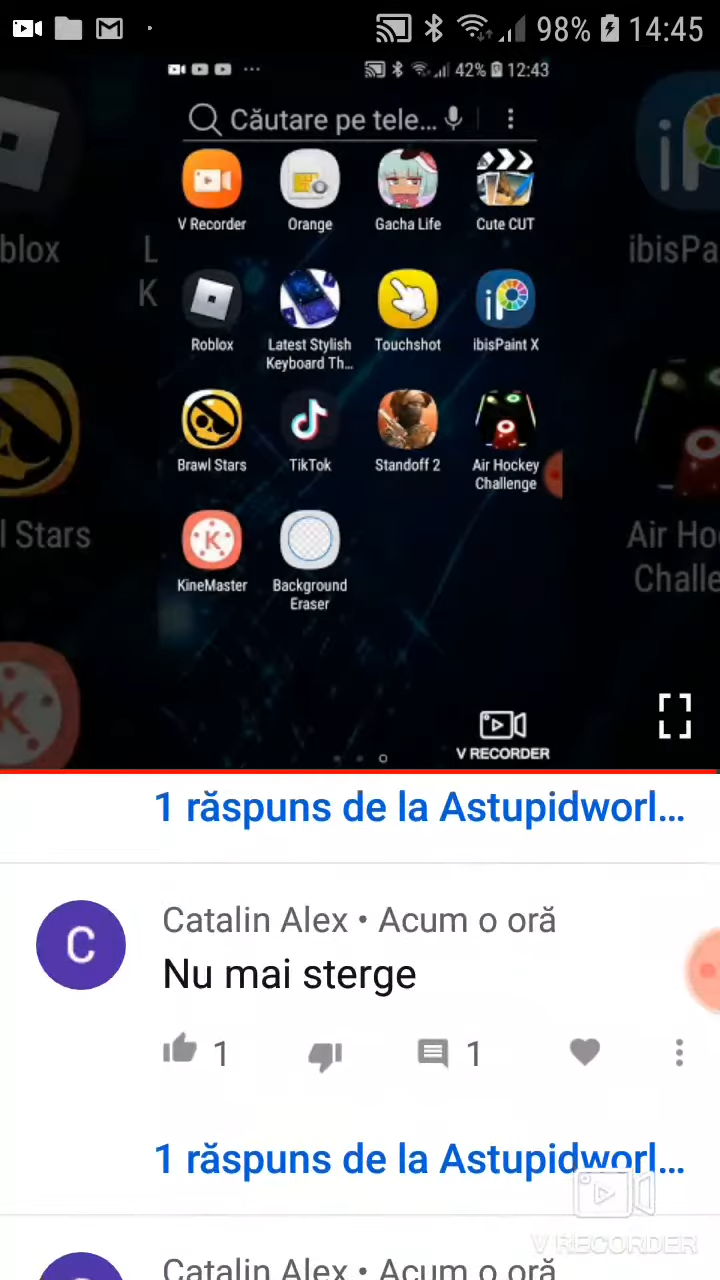 98% 14:45
42% 12:43
Căutare pe tele...
V Recorder Orange Gacha Life Cute CUT
blox L K ibisPa
Roblox Latest Stylish Keyboard Th... Touchshot ibisPaint X
Brawl Stars TikTok Standoff 2 Air Hockey Challenge
l Stars Air Ho Challe
KineMaster Background Eraser
V RECORDER
1 răspuns de la Astupidworl...
C
Catalin Alex • Acum o oră
Nu mai sterge
1 1
1 răspuns de la Astupidworl...
V RECORDER
Catalin Alex • Acum o oră